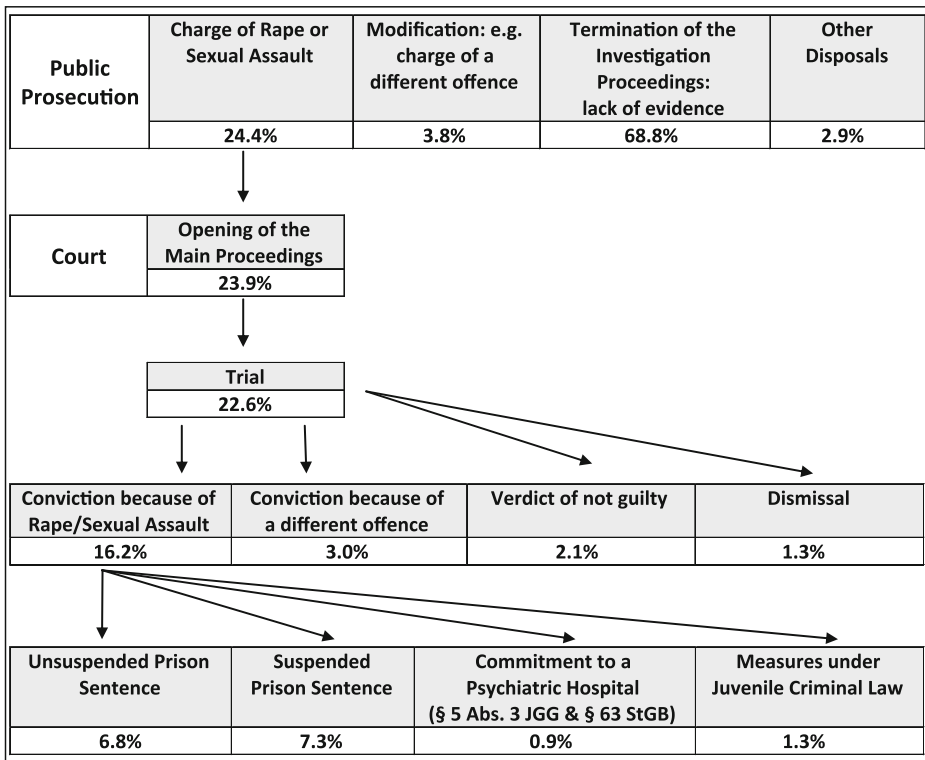 Public
Prosecution
Charge of Rape or
Sexual Assault
24.4%
Modification: e.g.
charge of a
different offence
3.8%
Termination of the
Investigation
Proceedings:
lack of evidence
68.8%
Other
Disposals
2.9%
Court
Opening of the
Main Proceedings
23.9%
Trial
22.6%
Conviction because of
Rape/Sexual Assault
16.2%
Conviction because of
a different offence
3.0%
Verdict of not guilty
2.1%
Dismissal
1.3%
Unsuspended Prison
Sentence
6.8%
Suspended
Prison Sentence
7.3%
Commitment to a
Psychiatric Hospital
(§ 5 Abs. 3 JGG & § 63 StGB)
0.9%
Measures under
Juvenile Criminal Law
1.3%